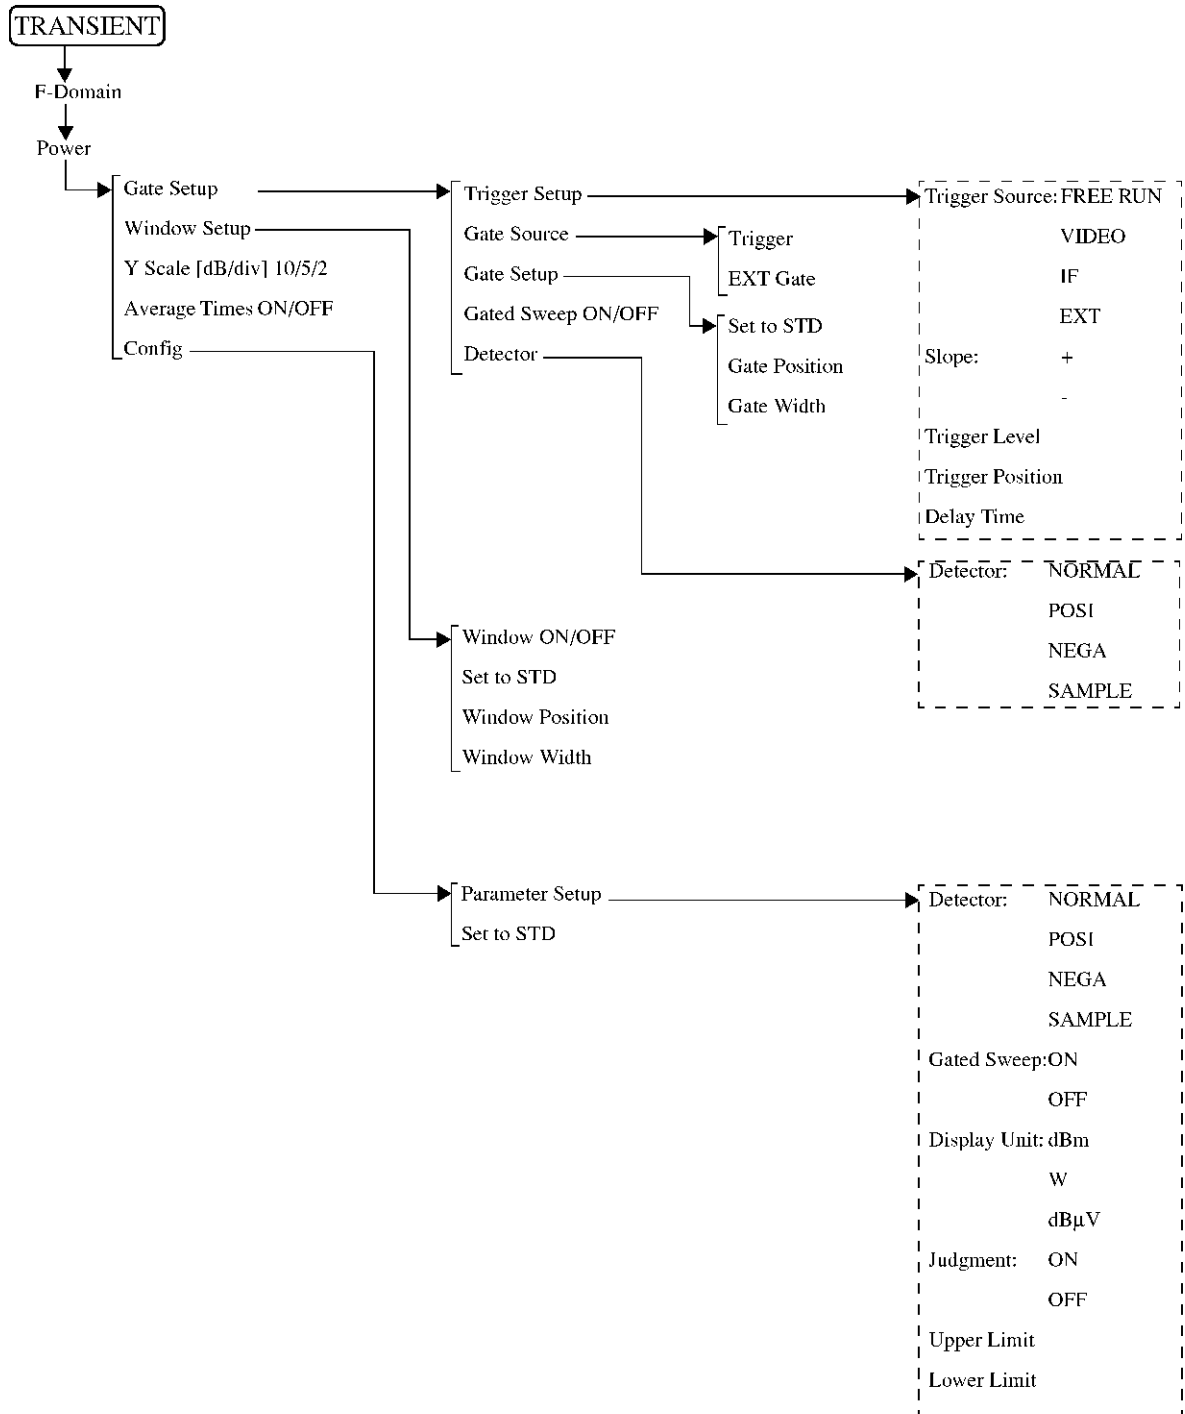 TRANSIENT
F-Domain
Power
Gate Setup
Window Setup
Y Scale [dB/div] 10/5/2
Average Times ON/OFF
Config
Trigger Setup
Gate Source
Gate Setup
Gated Sweep ON/OFF
Detector
Trigger
EXT Gate
Set to STD
Gate Position
Gate Width
Trigger Source: FREE RUN
VIDEO
IF
EXT
Slope: +
-
Trigger Level
Trigger Position
Delay Time
Detector: NORMAL
POSI
NEGA
SAMPLE
Window ON/OFF
Set to STD
Window Position
Window Width
Parameter Setup
Set to STD
Detector: NORMAL
POSI
NEGA
SAMPLE
Gated Sweep: ON
OFF
Display Unit: dBm
W
dBµV
Judgment: ON
OFF
Upper Limit
Lower Limit